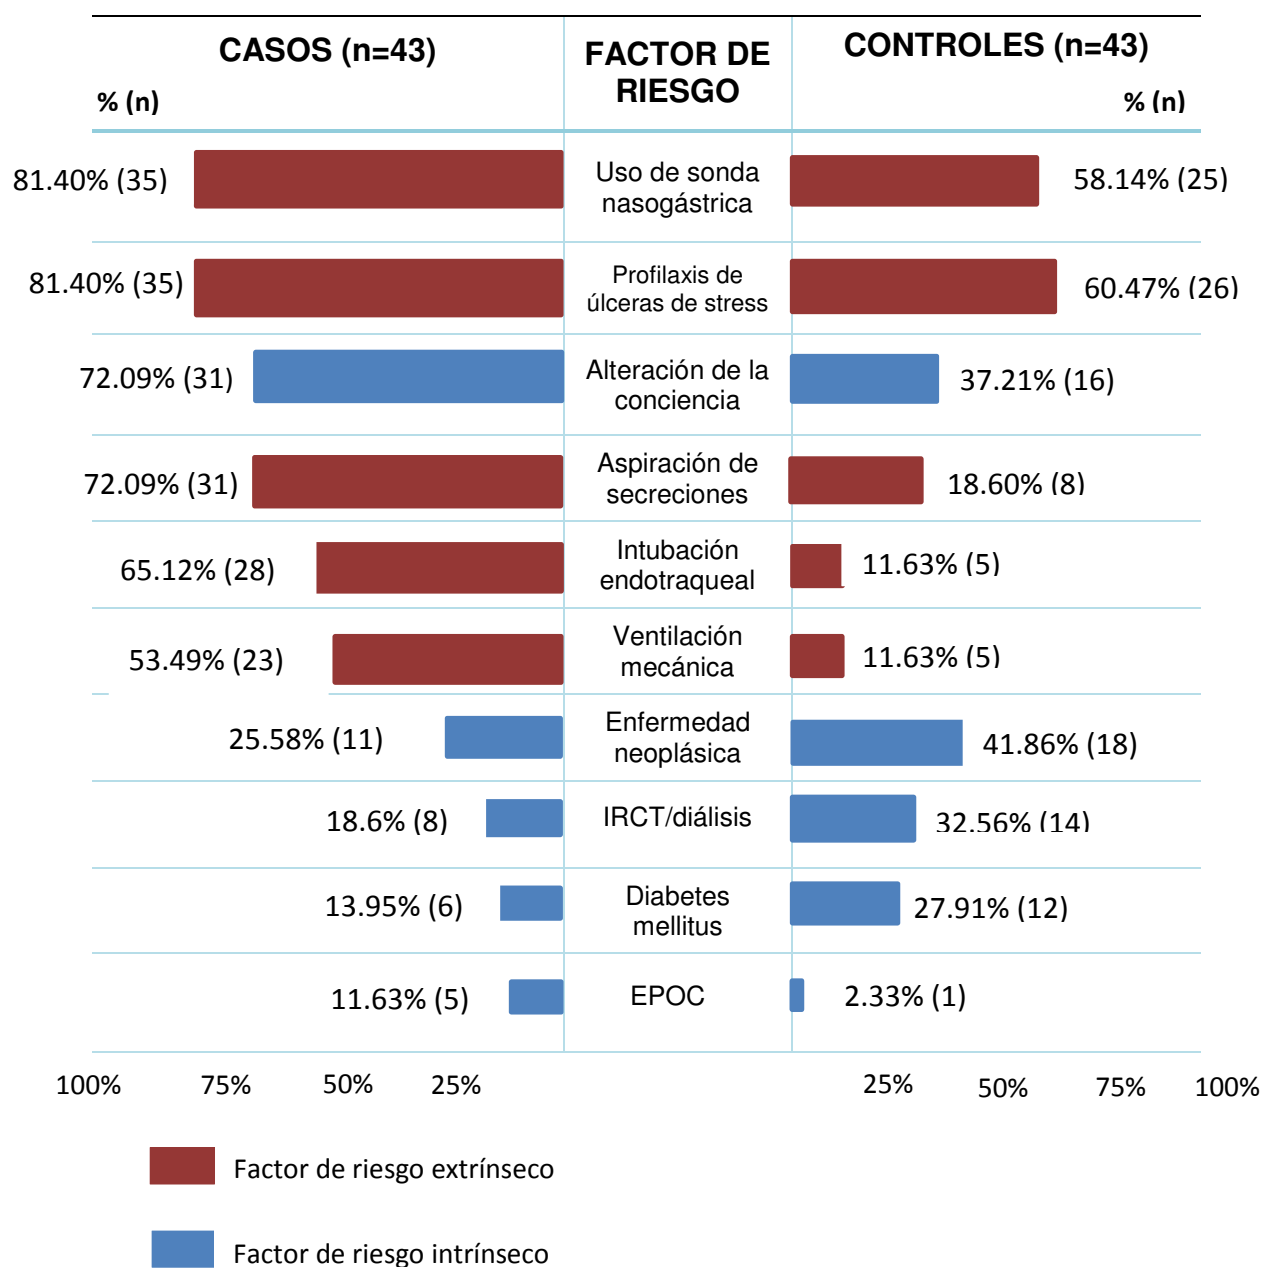 CASOS (n=43)
FACTOR DE
RIESGO
CONTROLES (n=43)
% (n)
% (n)
81.40% (35)
Uso de sonda
nasogástrica
58.14% (25)
81.40% (35)
Profilaxis de
úlceras de stress
60.47% (26)
72.09% (31)
Alteración de la
conciencia
37.21% (16)
72.09% (31)
Aspiración de
secreciones
18.60% (8)
65.12% (28)
Intubación
endotraqueal
11.63% (5)
53.49% (23)
Ventilación
mecánica
11.63% (5)
25.58% (11)
Enfermedad
neoplásica
41.86% (18)
18.6% (8)
IRCT/diálisis
32.56% (14)
13.95% (6)
Diabetes
mellitus
27.91% (12)
11.63% (5)
EPOC
2.33% (1)
100% 75% 50% 25% 25% 50% 75% 100%
Factor de riesgo extrínseco
Factor de riesgo intrínseco